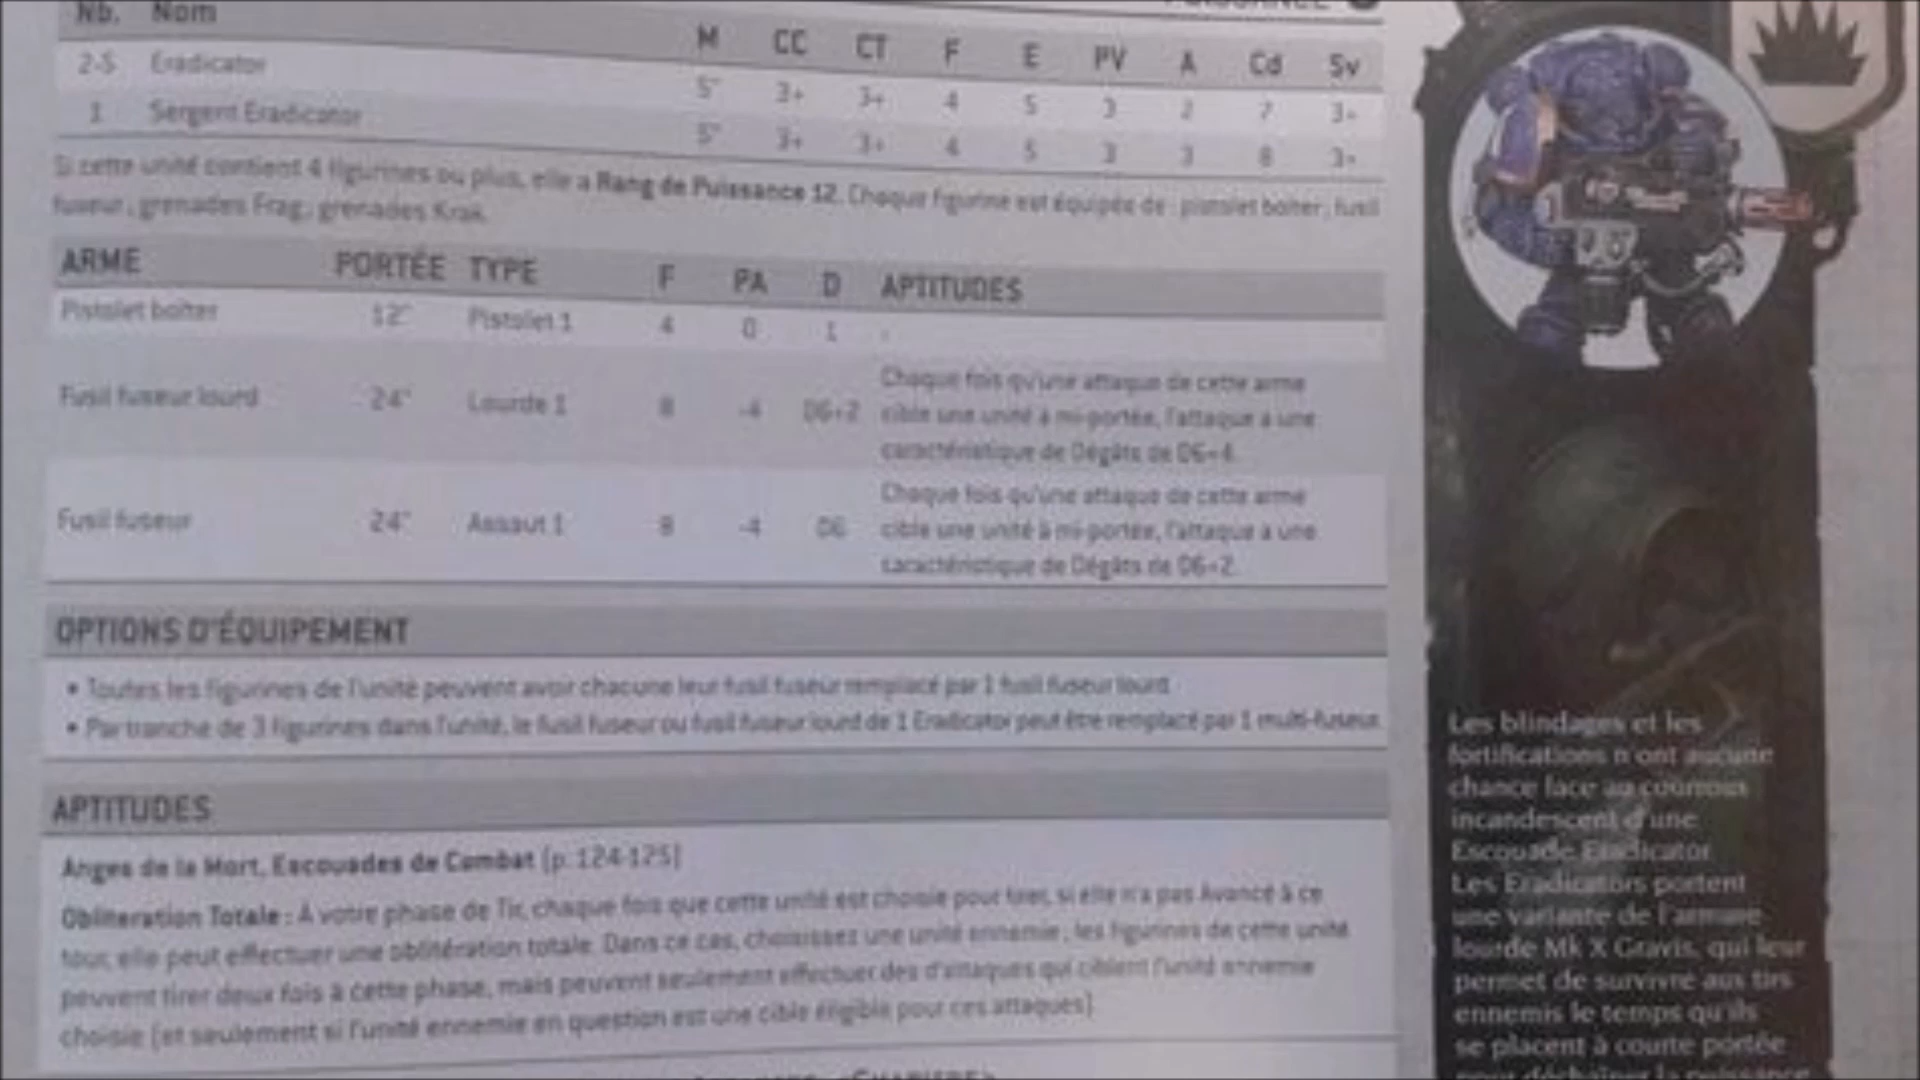 Nb. Nom
M CC CT F E PV A Cd Sv
2-5 Eradicator 5" 3+ 3+ 4 5 3 2 7 3+
1 Sergent Eradicator 5" 3+ 3+ 4 5 3 3 8 3+
Si cette unité contient 4 figurines ou plus, elle a Rang de Puissance 12. Chaque figurine est équipée de : pistolet bolter ; fusil
fuseur ; grenades Frag ; grenades Krak.
ARME PORTÉE TYPE F PA D APTITUDES
Pistolet bolter 12" Pistolet 1 4 0 1 -
Fusil fuseur lourd 24" Lourde 1 8 -4 D6+2 Chaque fois qu'une attaque de cette arme
cible une unité à mi-portée, l'attaque a une
caractéristique de Dégâts de D6+4.
Fusil fuseur 24" Assaut 1 8 -4 D6 Chaque fois qu'une attaque de cette arme
cible une unité à mi-portée, l'attaque a une
caractéristique de Dégâts de D6+2.
OPTIONS D'ÉQUIPEMENT
• Toutes les figurines de l'unité peuvent avoir chacune leur fusil fuseur remplacé par 1 fusil fuseur lourd.
• Par tranche de 3 figurines dans l'unité, le fusil fuseur ou fusil fuseur lourd de 1 Eradicator peut être remplacé par 1 multi-fuseur.
APTITUDES
Anges de la Mort, Escouades de Combat (p. 124-125)
Obliteration Totale : À votre phase de Tir, chaque fois que cette unité est choisie pour tirer, si elle n'a pas Avancé à ce
tour, elle peut effectuer une oblitération totale. Dans ce cas, choisissez une unité ennemie ; les figurines de cette unité
peuvent tirer deux fois à cette phase, mais peuvent seulement effectuer des d'attaques qui ciblent l'unité ennemie
choisie (et seulement si l'unité ennemie en question est une cible éligible pour ces attaques).
Les blindages et les
fortifications n'ont aucune
chance face au courroux
incandescent d'une
Escouade Eradicator.
Les Eradicators portent
une variante de l'armure
lourde Mk X Gravis, qui leur
permet de survivre aux tirs
ennemis le temps qu'ils
se placent à courte portée
pour déchaîner la puissance